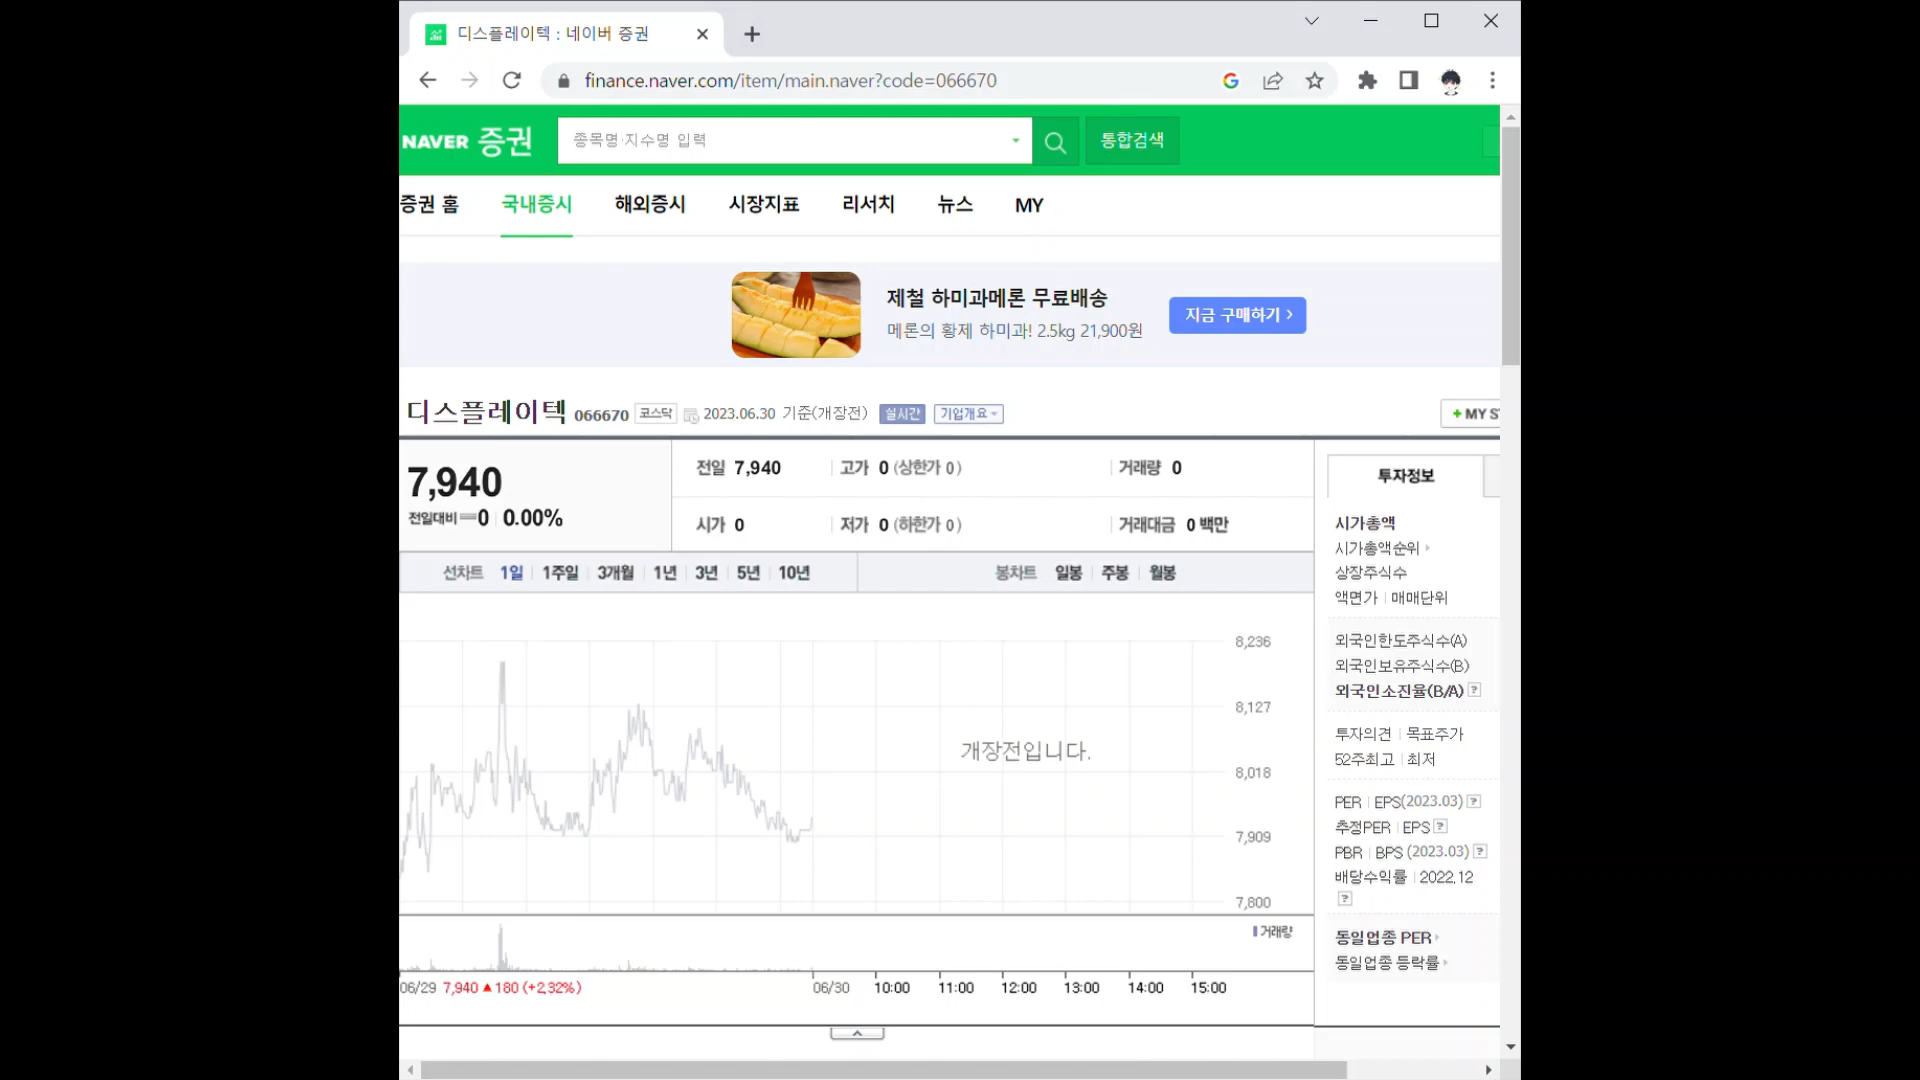 디스플레이텍 : 네이버 증권
finance.naver.com/item/main.naver?code=066670
NAVER 증권
종목명·지수명 입력
통합검색
증권 홈 국내증시 해외증시 시장지표 리서치 뉴스 MY
제철 하미과메론 무료배송
메론의 황제 하미과! 2.5kg 21,900원
지금 구매하기 >
디스플레이텍 066670 코스닥 2023.06.30 기준(개장전) 실시간 기업개요
+ MY S
7,940
전일대비 0 0.00%
전일 7,940 고가 0 (상한가 0) 거래량 0
시가 0 저가 0 (하한가 0) 거래대금 0 백만
선차트 1일 1주일 3개월 1년 3년 5년 10년 봉차트 일봉 주봉 월봉
8,236
8,127
개장전입니다.
8,018
7,909
7,800
거래량
06/29 7,940 ▲180 (+2.32%) 06/30 10:00 11:00 12:00 13:00 14:00 15:00
투자정보
시가총액
시가총액순위
상장주식수
액면가 | 매매단위
외국인한도주식수(A)
외국인보유주식수(B)
외국인소진율(B/A) ?
투자의견 | 목표주가
52주최고 | 최저
PER | EPS(2023.03) ?
추정PER | EPS ?
PBR | BPS (2023.03) ?
배당수익률 | 2022.12
?
동일업종 PER
동일업종 등락률